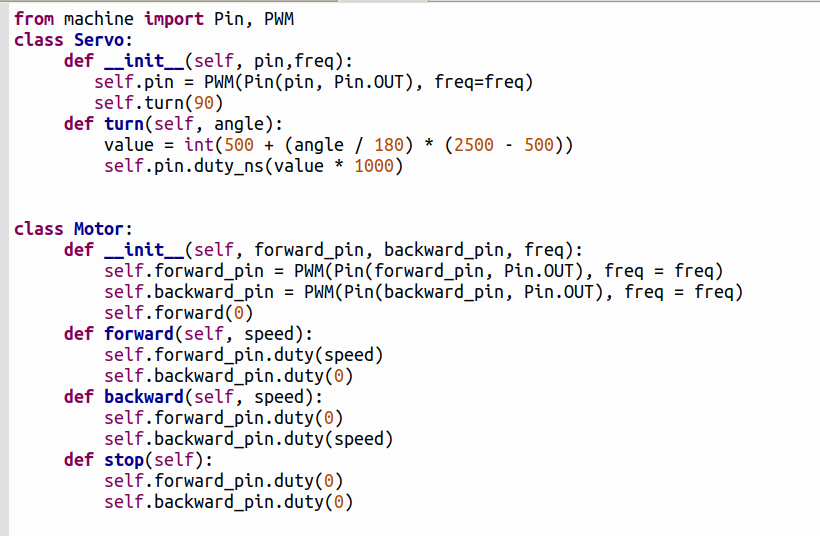 from machine import Pin, PWM
class Servo:
     def __init__(self, pin,freq):
        self.pin = PWM(Pin(pin, Pin.OUT), freq=freq)
        self.turn(90)
     def turn(self, angle):
         value = int(500 + (angle / 180) * (2500 - 500))
         self.pin.duty_ns(value * 1000)


class Motor:
     def __init__(self, forward_pin, backward_pin, freq):
         self.forward_pin = PWM(Pin(forward_pin, Pin.OUT), freq = freq)
         self.backward_pin = PWM(Pin(backward_pin, Pin.OUT), freq = freq)
         self.forward(0)
     def forward(self, speed):
         self.forward_pin.duty(speed)
         self.backward_pin.duty(0)
     def backward(self, speed):
         self.forward_pin.duty(0)
         self.backward_pin.duty(speed)
     def stop(self):
         self.forward_pin.duty(0)
         self.backward_pin.duty(0)